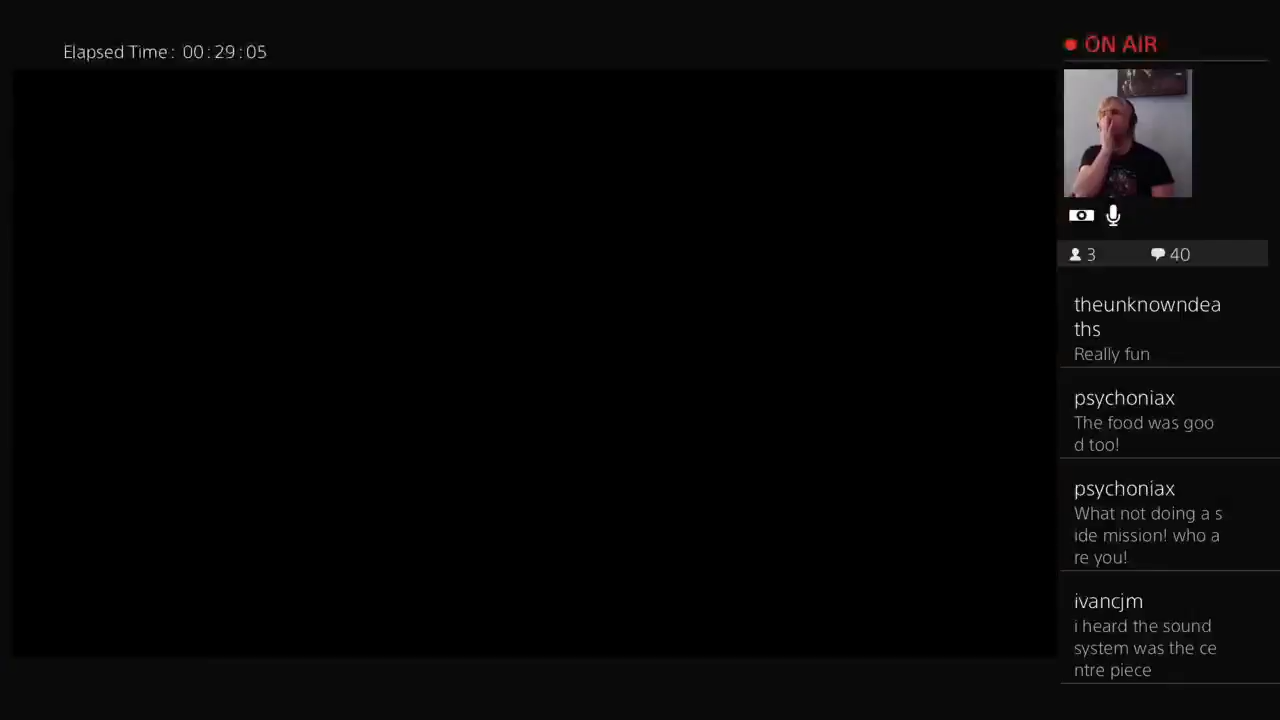 Elapsed Time: 00:29:05
ON AIR
3
40
theunknowndea
ths
Really fun
psychoniax
The food was goo
d too!
psychoniax
What not doing a s
ide mission! who a
re you!
ivancjm
i heard the sound
system was the ce
ntre piece